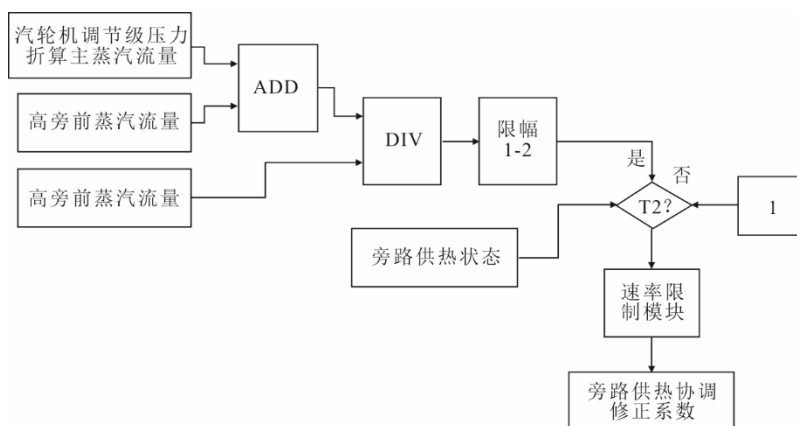 汽轮机调节级压力
折算主蒸汽流量
ADD
高旁前蒸汽流量
DIV
限幅
1-2
高旁前蒸汽流量
是
否
T2?
1
旁路供热状态
速率限
制模块
旁路供热协调
修正系数